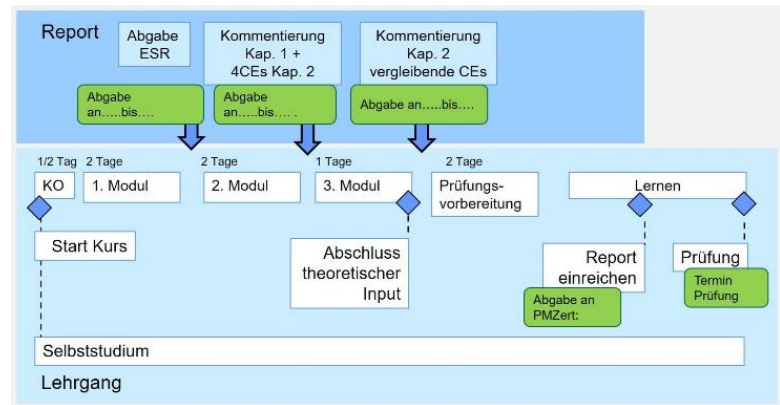 Report
Abgabe
ESR
Kommentierung
Kap. 1 +
4CEs Kap. 2
Kommentierung
Kap. 2
vergleibende CEs
Abgabe
an.....bis....
Abgabe
an.....bis.... .
Abgabe an.....bis....
1/2 Tag
2 Tage
2 Tage
1 Tage
2 Tage
KO
1. Modul
2. Modul
3. Modul
Prüfungs-
vorbereitung
Lernen
Start Kurs
Abschluss
theoretischer
Input
Report
einreichen
Prüfung
Abgabe an
PMZert:
Termin
Prüfung
Selbststudium
Lehrgang